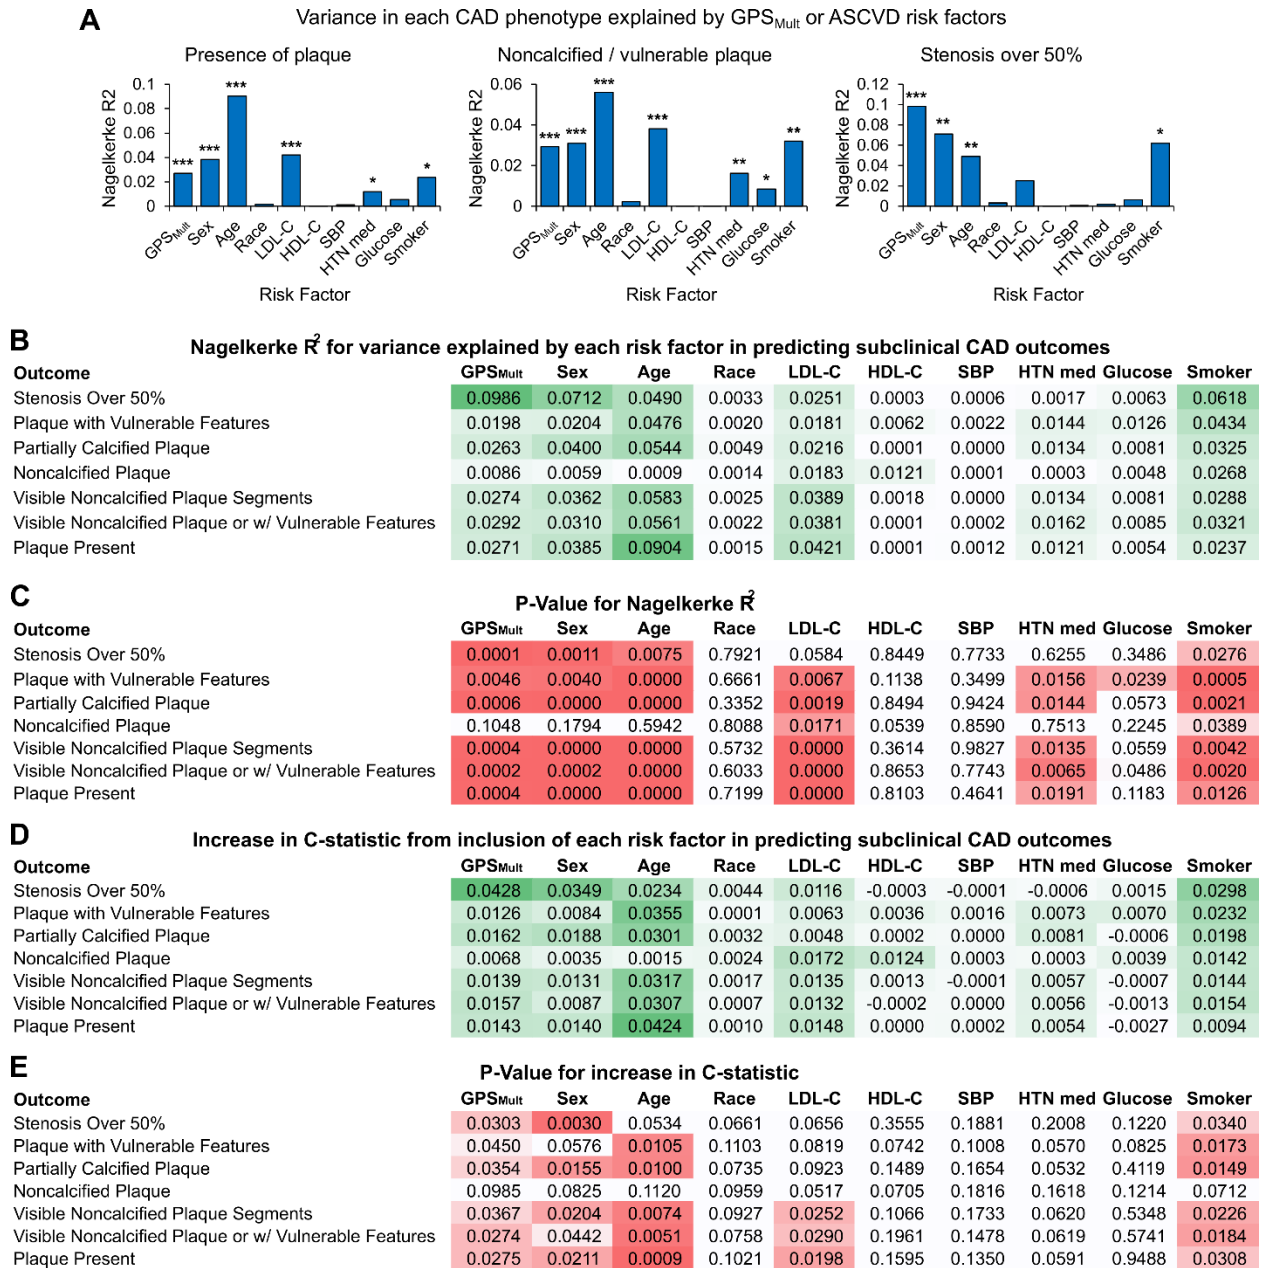 A
Variance in each CAD phenotype explained by GPSMult or ASCVD risk factors
Presence of plaque
Nagelkerke R2
0.1
0.08
0.06
0.04
0.02
0
*** *** *** *** * *
GPSMult Sex Age Race LDL-C HDL-C SBP HTN med Glucose Smoker
Risk Factor
Noncalcified / vulnerable plaque
Nagelkerke R2
0.06
0.04
0.02
0
*** *** *** *** ** * **
GPSMult Sex Age Race LDL-C HDL-C SBP HTN med Glucose Smoker
Risk Factor
Stenosis over 50%
Nagelkerke R2
0.12
0.1
0.08
0.06
0.04
0.02
0
*** ** ** *
GPSMult Sex Age Race LDL-C HDL-C SBP HTN med Glucose Smoker
Risk Factor
B
Nagelkerke R2 for variance explained by each risk factor in predicting subclinical CAD outcomes
Outcome GPSMult Sex Age Race LDL-C HDL-C SBP HTN med Glucose Smoker
Stenosis Over 50% 0.0986 0.0712 0.0490 0.0033 0.0251 0.0003 0.0006 0.0017 0.0063 0.0618
Plaque with Vulnerable Features 0.0198 0.0204 0.0476 0.0020 0.0181 0.0062 0.0022 0.0144 0.0126 0.0434
Partially Calcified Plaque 0.0263 0.0400 0.0544 0.0049 0.0216 0.0001 0.0000 0.0134 0.0081 0.0325
Noncalcified Plaque 0.0086 0.0059 0.0009 0.0014 0.0183 0.0121 0.0001 0.0003 0.0048 0.0268
Visible Noncalcified Plaque Segments 0.0274 0.0362 0.0583 0.0025 0.0389 0.0018 0.0000 0.0134 0.0081 0.0288
Visible Noncalcified Plaque or w/ Vulnerable Features 0.0292 0.0310 0.0561 0.0022 0.0381 0.0001 0.0002 0.0162 0.0085 0.0321
Plaque Present 0.0271 0.0385 0.0904 0.0015 0.0421 0.0001 0.0012 0.0121 0.0054 0.0237
C
P-Value for Nagelkerke R2
Outcome GPSMult Sex Age Race LDL-C HDL-C SBP HTN med Glucose Smoker
Stenosis Over 50% 0.0001 0.0011 0.0075 0.7921 0.0584 0.8449 0.7733 0.6255 0.3486 0.0276
Plaque with Vulnerable Features 0.0046 0.0040 0.0000 0.6661 0.0067 0.1138 0.3499 0.0156 0.0239 0.0005
Partially Calcified Plaque 0.0006 0.0000 0.0000 0.3352 0.0019 0.8494 0.9424 0.0144 0.0573 0.0021
Noncalcified Plaque 0.1048 0.1794 0.5942 0.8088 0.0171 0.0539 0.8590 0.7513 0.2245 0.0389
Visible Noncalcified Plaque Segments 0.0004 0.0000 0.0000 0.5732 0.0000 0.3614 0.9827 0.0135 0.0559 0.0042
Visible Noncalcified Plaque or w/ Vulnerable Features 0.0002 0.0002 0.0000 0.6033 0.0000 0.8653 0.7743 0.0065 0.0486 0.0020
Plaque Present 0.0004 0.0000 0.0000 0.7199 0.0000 0.8103 0.4641 0.0191 0.1183 0.0126
D
Increase in C-statistic from inclusion of each risk factor in predicting subclinical CAD outcomes
Outcome GPSMult Sex Age Race LDL-C HDL-C SBP HTN med Glucose Smoker
Stenosis Over 50% 0.0428 0.0349 0.0234 0.0044 0.0116 -0.0003 -0.0001 -0.0006 0.0015 0.0298
Plaque with Vulnerable Features 0.0126 0.0084 0.0355 0.0001 0.0063 0.0036 0.0016 0.0073 0.0070 0.0232
Partially Calcified Plaque 0.0162 0.0188 0.0301 0.0032 0.0048 0.0002 0.0000 0.0081 -0.0006 0.0198
Noncalcified Plaque 0.0068 0.0035 0.0015 0.0024 0.0172 0.0124 0.0003 0.0003 0.0039 0.0142
Visible Noncalcified Plaque Segments 0.0139 0.0131 0.0317 0.0017 0.0135 0.0013 -0.0001 0.0057 -0.0007 0.0144
Visible Noncalcified Plaque or w/ Vulnerable Features 0.0157 0.0087 0.0307 0.0007 0.0132 -0.0002 0.0000 0.0056 -0.0013 0.0154
Plaque Present 0.0143 0.0140 0.0424 0.0010 0.0148 0.0000 0.0002 0.0054 -0.0027 0.0094
E
P-Value for increase in C-statistic
Outcome GPSMult Sex Age Race LDL-C HDL-C SBP HTN med Glucose Smoker
Stenosis Over 50% 0.0303 0.0030 0.0534 0.0661 0.0656 0.3555 0.1881 0.2008 0.1220 0.0340
Plaque with Vulnerable Features 0.0450 0.0576 0.0105 0.1103 0.0819 0.0742 0.1008 0.0570 0.0825 0.0173
Partially Calcified Plaque 0.0354 0.0155 0.0100 0.0735 0.0923 0.1489 0.1654 0.0532 0.4119 0.0149
Noncalcified Plaque 0.0985 0.0825 0.1120 0.0959 0.0517 0.0705 0.1816 0.1618 0.1214 0.0712
Visible Noncalcified Plaque Segments 0.0367 0.0204 0.0074 0.0927 0.0252 0.1066 0.1733 0.0620 0.5348 0.0226
Visible Noncalcified Plaque or w/ Vulnerable Features 0.0274 0.0442 0.0051 0.0758 0.0290 0.1961 0.1478 0.0619 0.5741 0.0184
Plaque Present 0.0275 0.0211 0.0009 0.1021 0.0198 0.1595 0.1350 0.0591 0.9488 0.0308